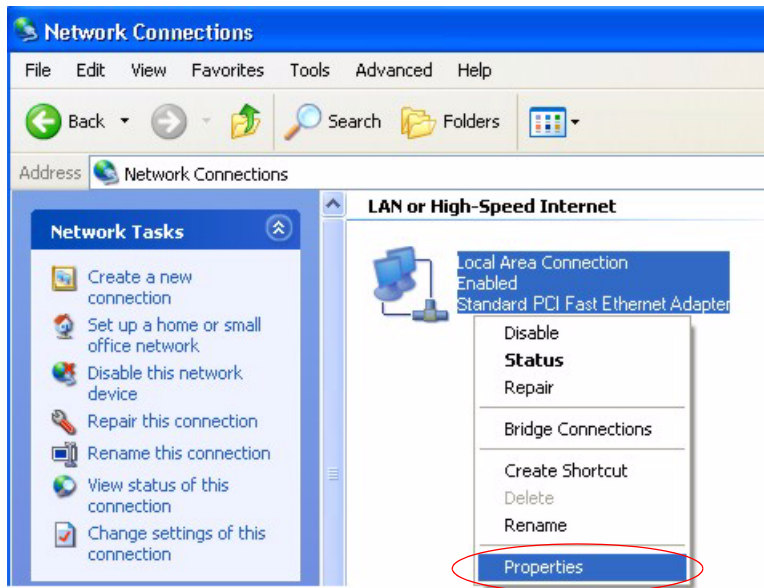 Network Connections
File Edit View Favorites Tools Advanced Help
Back Search Folders
Address Network Connections
Network Tasks
Create a new
connection
Set up a home or small
office network
Disable this network
device
Repair this connection
Rename this connection
View status of this
connection
Change settings of this
connection
LAN or High-Speed Internet
Local Area Connection
Enabled
Standard PCI Fast Ethernet Adapter
Disable
Status
Repair
Bridge Connections
Create Shortcut
Delete
Rename
Properties